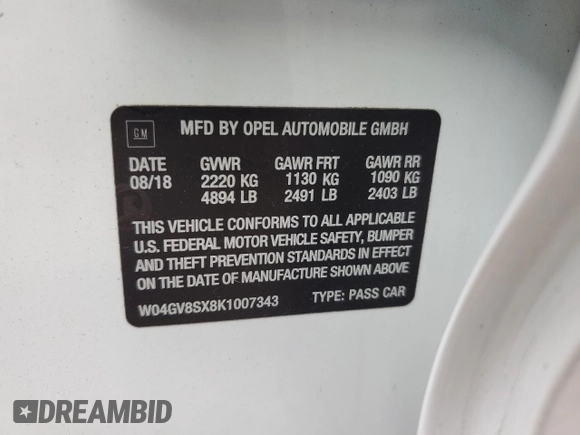 GM
MFD BY OPEL AUTOMOBILE GMBH
DATE GVWR GAWR FRT GAWR RR
08/18 2220 KG 1130 KG 1090 KG
4894 LB 2491 LB 2403 LB
THIS VEHICLE CONFORMS TO ALL APPLICABLE
U.S. FEDERAL MOTOR VEHICLE SAFETY, BUMPER
AND THEFT PREVENTION STANDARDS IN EFFECT
ON THE DATE OF MANUFACTURE SHOWN ABOVE
W04GV8SX8K1007343 TYPE: PASS CAR
DREAMBID